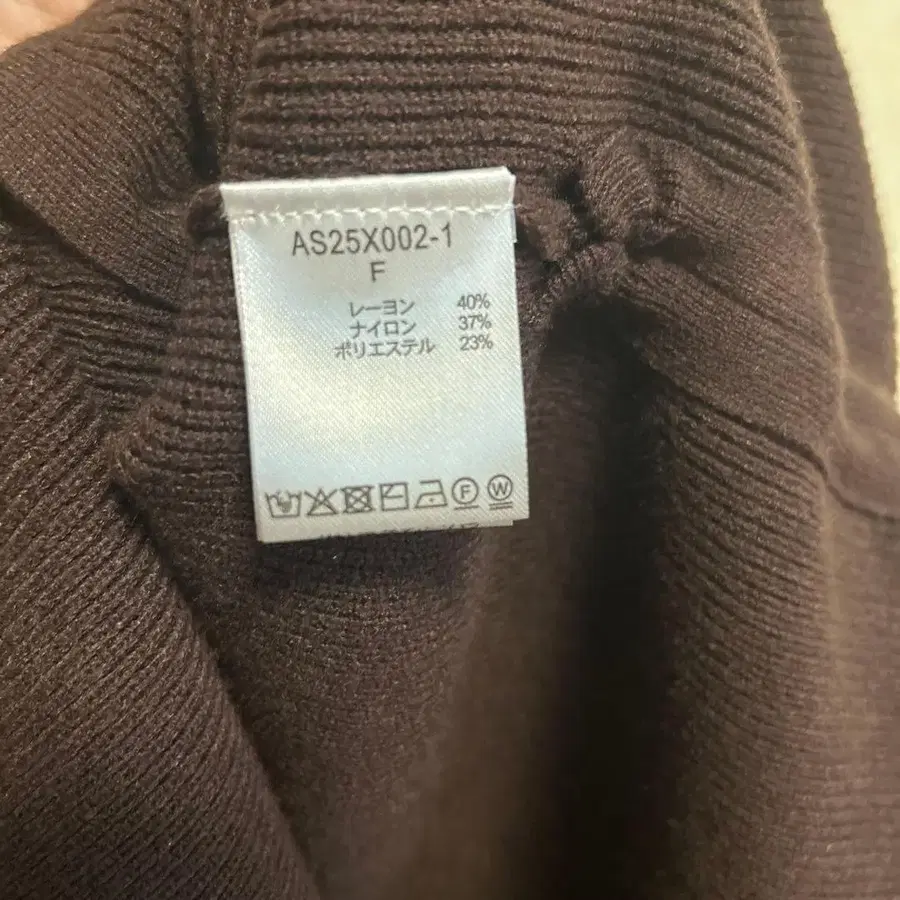 AS25X002-1
F
レーヨン 40%
ナイロン 37%
ポリエステル 23%
F W